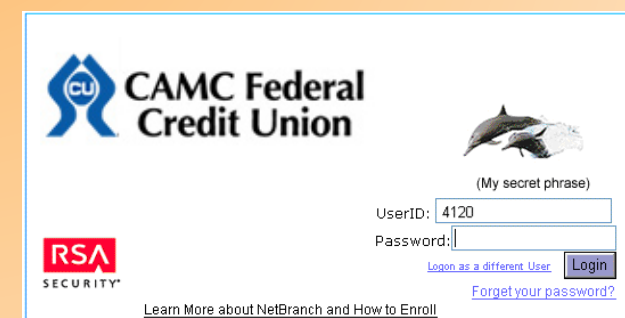 CU
CAMC Federal
Credit Union
(My secret phrase)
UserID: 4120
Password:
RSA
SECURITY
Logon as a different User Login
Forget your password?
Learn More about NetBranch and How to Enroll